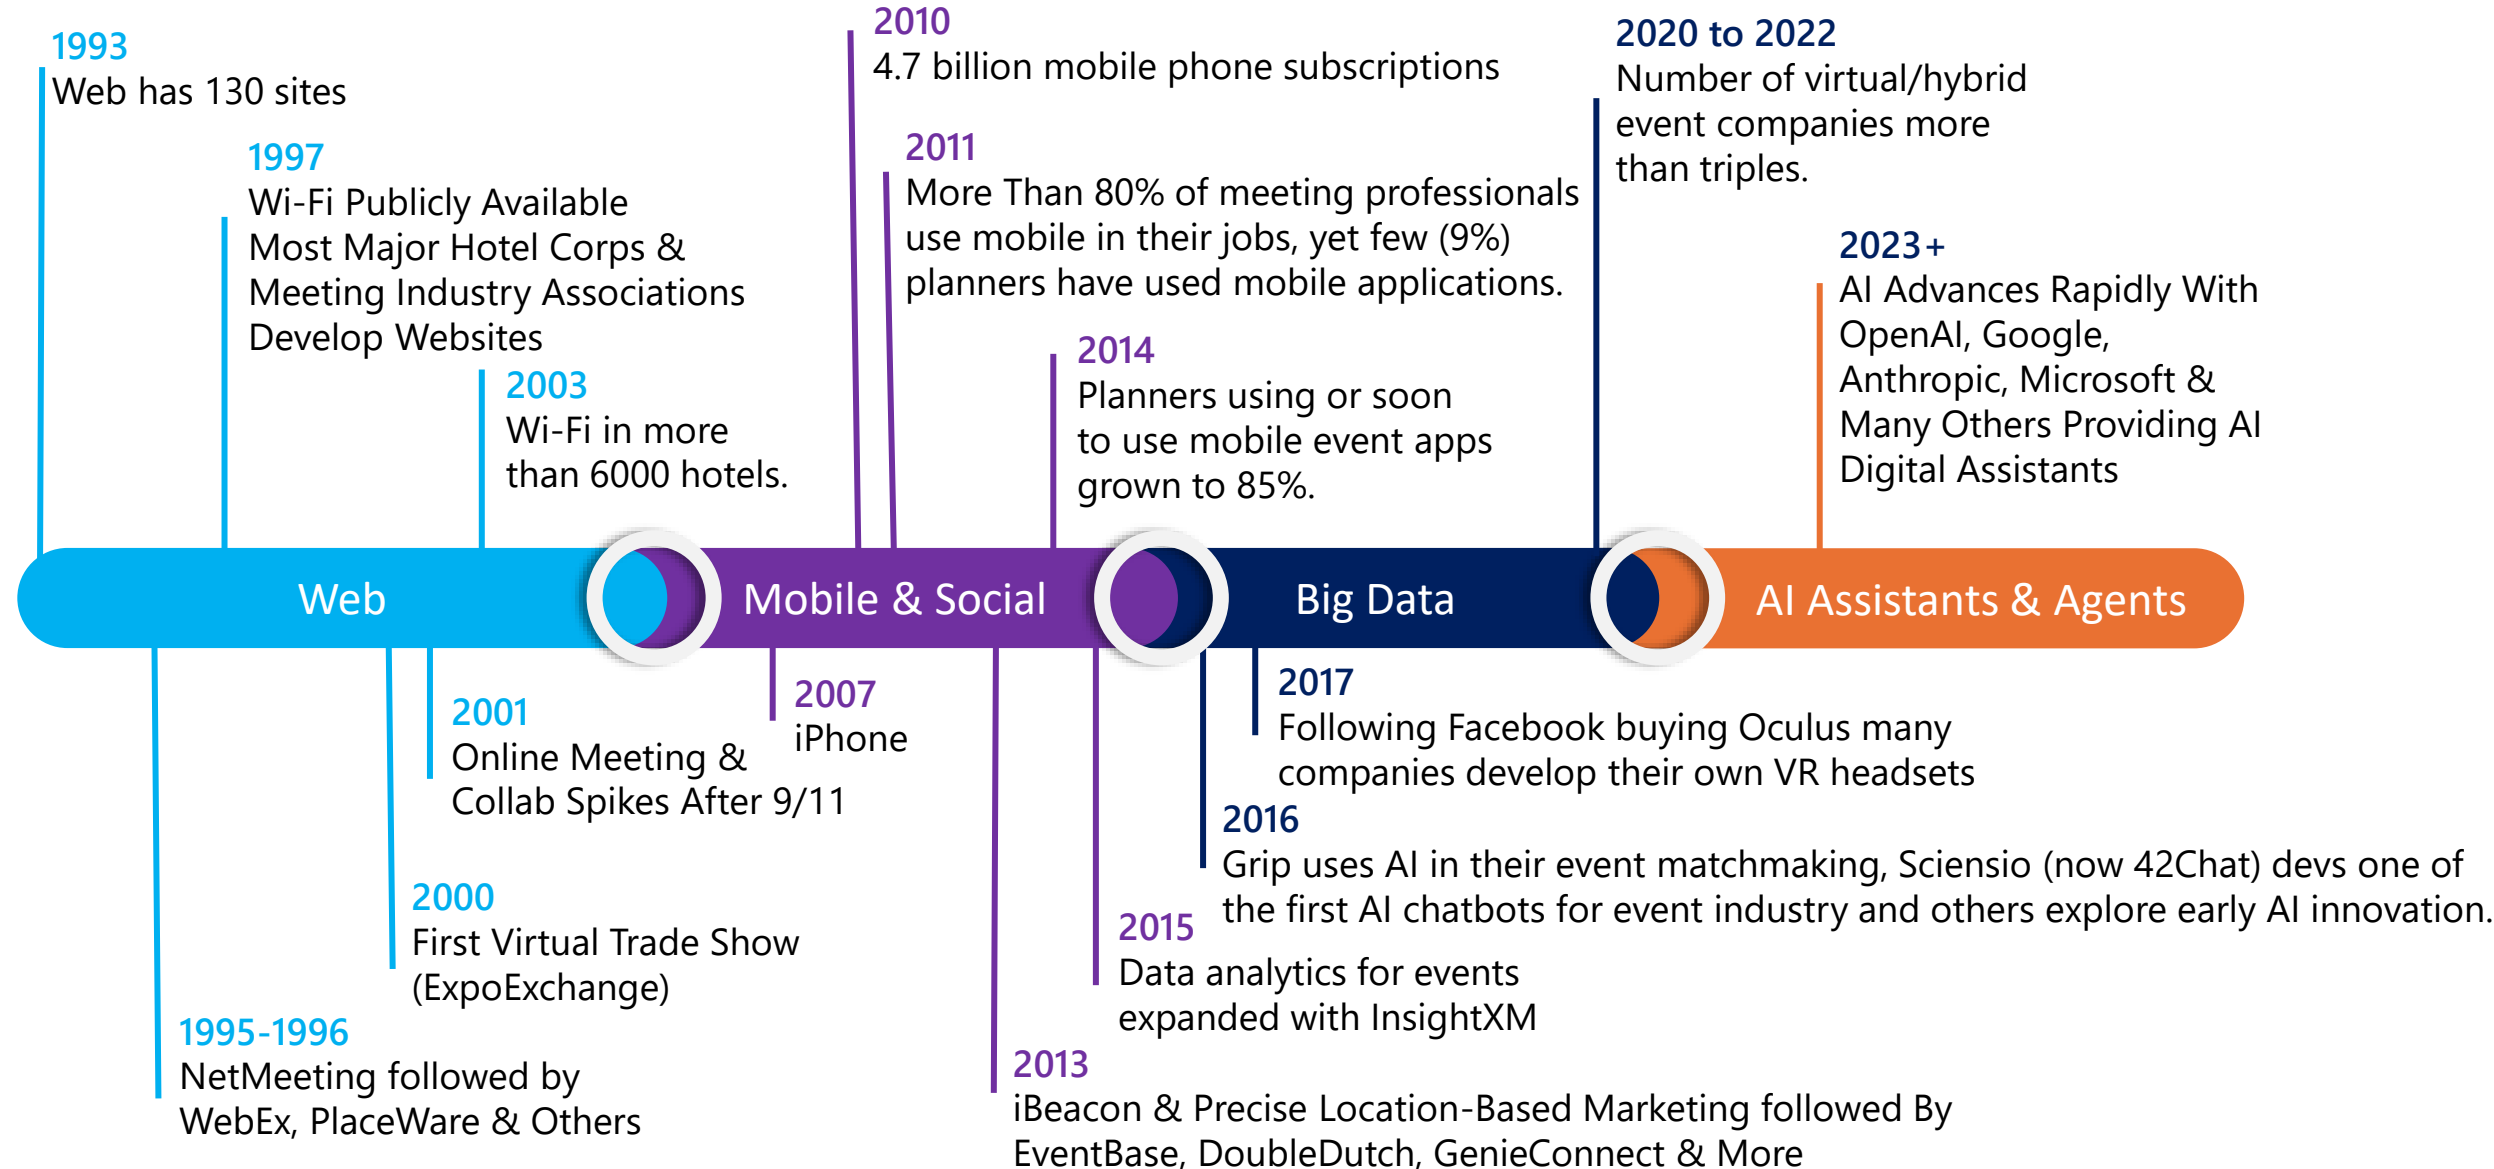 1993
Web has 130 sites
1997
Wi-Fi Publicly Available
Most Major Hotel Corps &
Meeting Industry Associations
Develop Websites
2003
Wi-Fi in more
than 6000 hotels.
2010
4.7 billion mobile phone subscriptions
2011
More Than 80% of meeting professionals
use mobile in their jobs, yet few (9%)
planners have used mobile applications.
2014
Planners using or soon
to use mobile event apps
grown to 85%.
2020 to 2022
Number of virtual/hybrid
event companies more
than triples.
2023+
AI Advances Rapidly With
OpenAI, Google,
Anthropic, Microsoft &
Many Others Providing AI
Digital Assistants
Web
Mobile & Social
Big Data
AI Assistants & Agents
2001
Online Meeting &
Collab Spikes After 9/11
2000
First Virtual Trade Show
(ExpoExchange)
1995-1996
NetMeeting followed by
WebEx, PlaceWare & Others
2007
iPhone
2017
Following Facebook buying Oculus many
companies develop their own VR headsets
2016
Grip uses AI in their event matchmaking, Sciensio (now 42Chat) devs one of
the first AI chatbots for event industry and others explore early AI innovation.
2015
Data analytics for events
expanded with InsightXM
2013
iBeacon & Precise Location-Based Marketing followed By
EventBase, DoubleDutch, GenieConnect & More